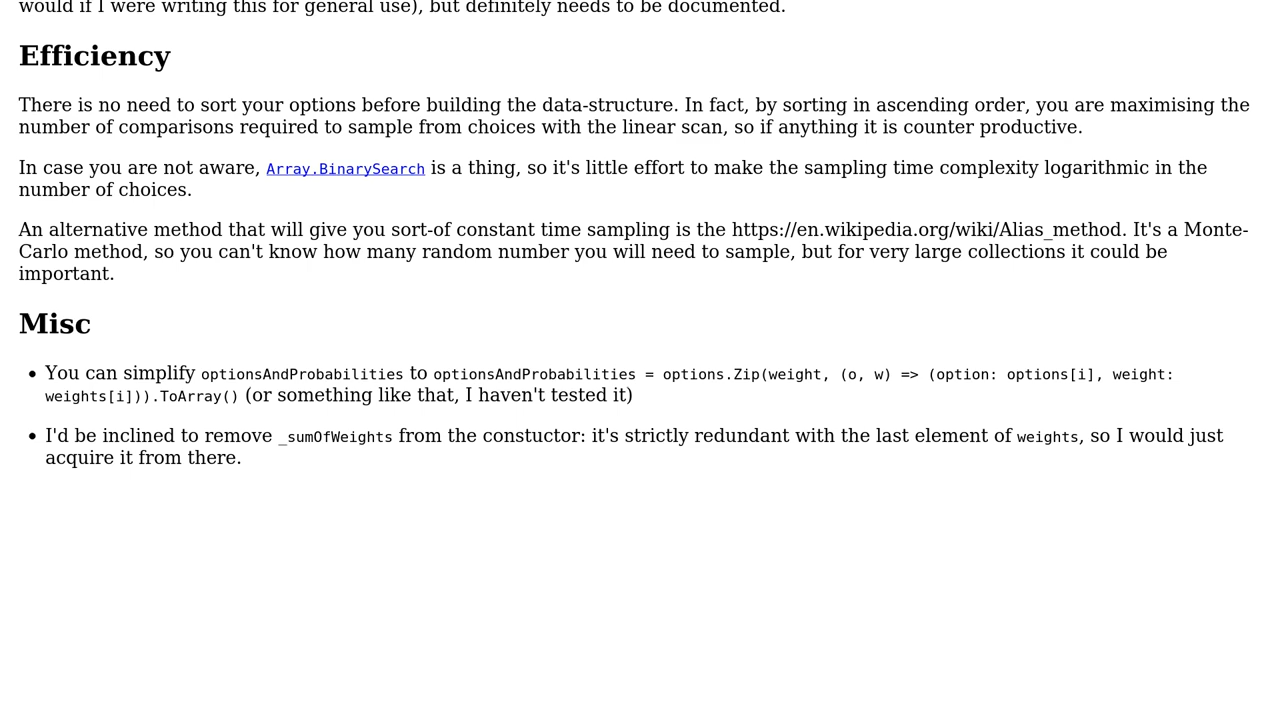 would if I were writing this for general use), but definitely needs to be documented.
Efficiency
There is no need to sort your options before building the data-structure. In fact, by sorting in ascending order, you are maximising the
number of comparisons required to sample from choices with the linear scan, so if anything it is counter productive.
In case you are not aware, Array.BinarySearch is a thing, so it's little effort to make the sampling time complexity logarithmic in the
number of choices.
An alternative method that will give you sort-of constant time sampling is the https://en.wikipedia.org/wiki/Alias_method. It's a Monte-
Carlo method, so you can't know how many random number you will need to sample, but for very large collections it could be
important.
Misc
• You can simplify optionsAndProbabilities to optionsAndProbabilities = options.Zip(weight, (o, w) => (option: options[i], weight:
weights[i])).ToArray() (or something like that, I haven't tested it)
• I'd be inclined to remove _sumOfWeights from the constuctor: it's strictly redundant with the last element of weights, so I would just
acquire it from there.